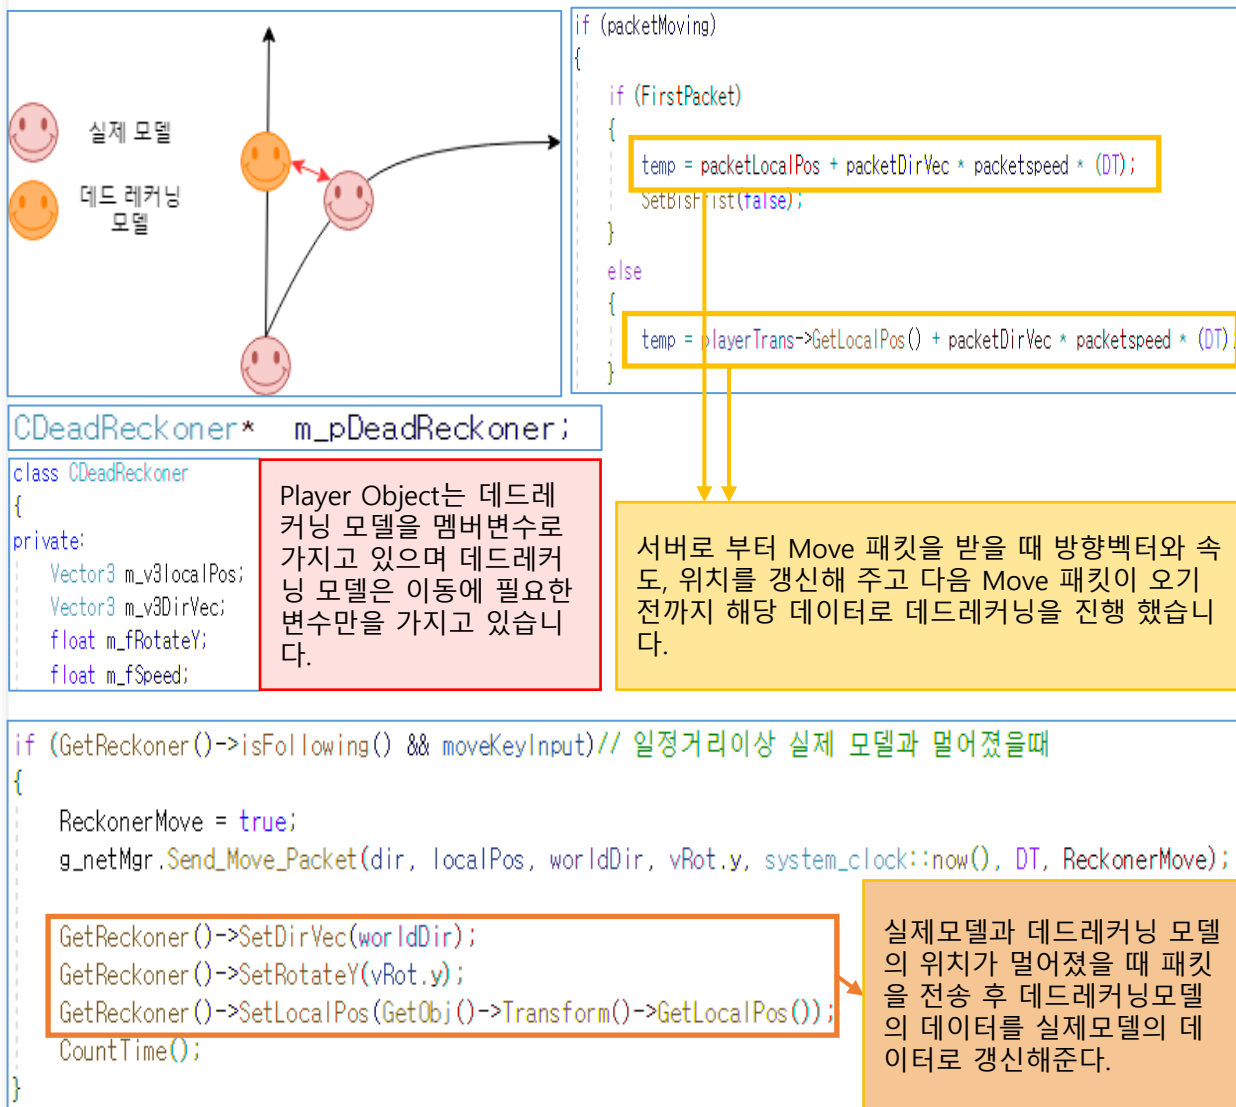 실제 모델
데드 레커닝
모델
if (packetMoving)
{
if (FirstPacket)
{
temp = packetLocalPos + packetDirVec * packetspeed * (DT);
SetBisFrist(false);
}
else
{
temp = playerTrans->GetLocalPos() + packetDirVec * packetspeed * (DT);
}
CDeadReckoner* m_pDeadReckoner;
class CDeadReckoner
{
private:
Vector3 m_v3localPos;
Vector3 m_v3DirVec;
float m_fRotateY;
float m_fSpeed;
Player Object는 데드레
커닝 모델을 멤버변수로
가지고 있으며 데드레커
닝 모델은 이동에 필요한
변수만을 가지고 있습니
다.
서버로 부터 Move 패킷을 받을 때 방향벡터와 속
도, 위치를 갱신해 주고 다음 Move 패킷이 오기
전까지 해당 데이터로 데드레커닝을 진행 했습니
다.
if (GetReckoner()->isFollowing() && moveKeyInput)// 일정거리이상 실제 모델과 멀어졌을때
{
ReckonerMove = true;
g_netMgr.Send_Move_Packet(dir, localPos, worldDir, vRot.y, system_clock::now(), DT, ReckonerMove);
GetReckoner()->SetDirVec(worldDir);
GetReckoner()->SetRotateY(vRot.y);
GetReckoner()->SetLocalPos(GetObj()->Transform()->GetLocalPos());
CountTime();
}
실제모델과 데드레커닝 모델
의 위치가 멀어졌을 때 패킷
을 전송 후 데드레커닝모델
의 데이터를 실제모델의 데
이터로 갱신해준다.